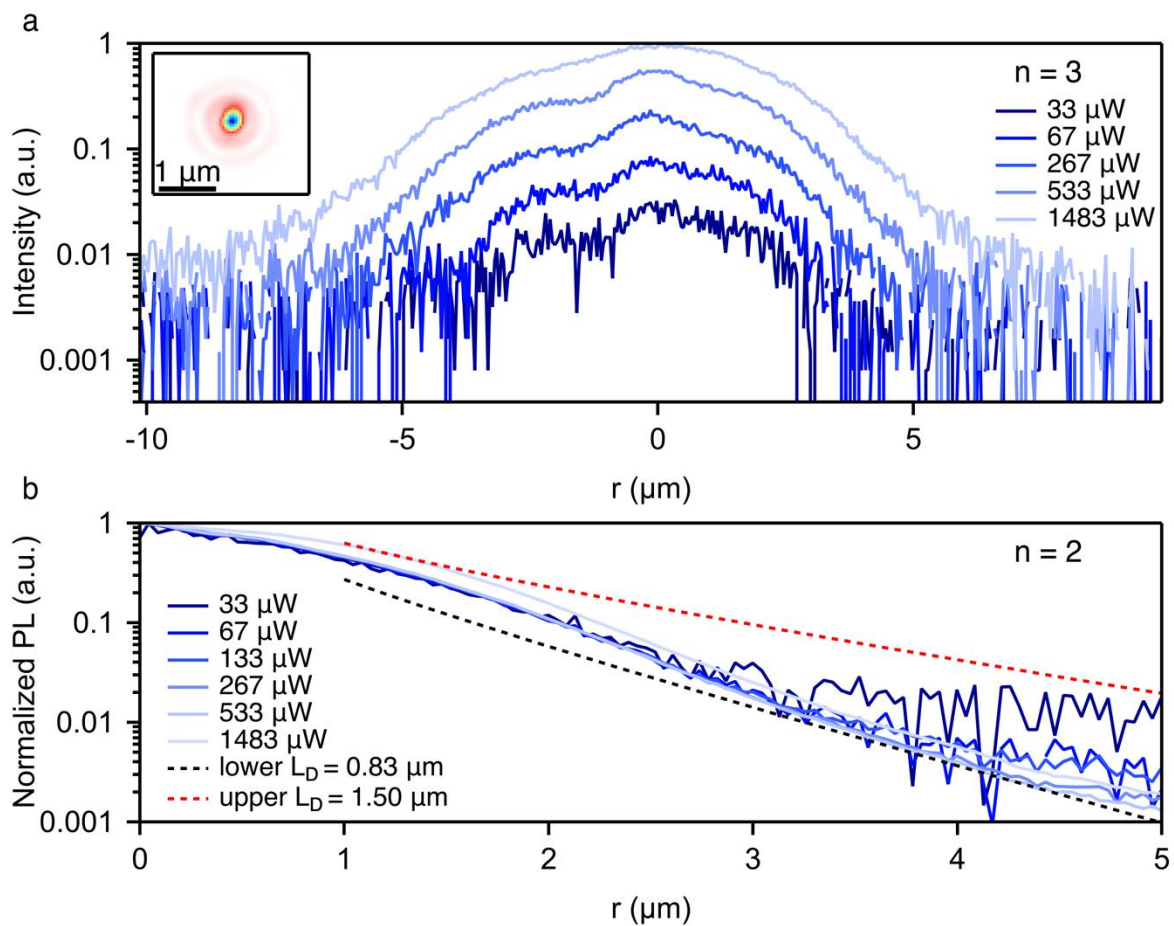 a
Intensity (a.u.)
1
0.1
0.01
0.001
1 μm
n = 3
33 μW
67 μW
267 μW
533 μW
1483 μW
-10
-5
0
5
r (μm)
b
Normalized PL (a.u.)
1
0.1
0.01
0.001
n = 2
33 μW
67 μW
133 μW
267 μW
533 μW
1483 μW
lower L_D = 0.83 μm
upper L_D = 1.50 μm
0
1
2
3
4
5
r (μm)